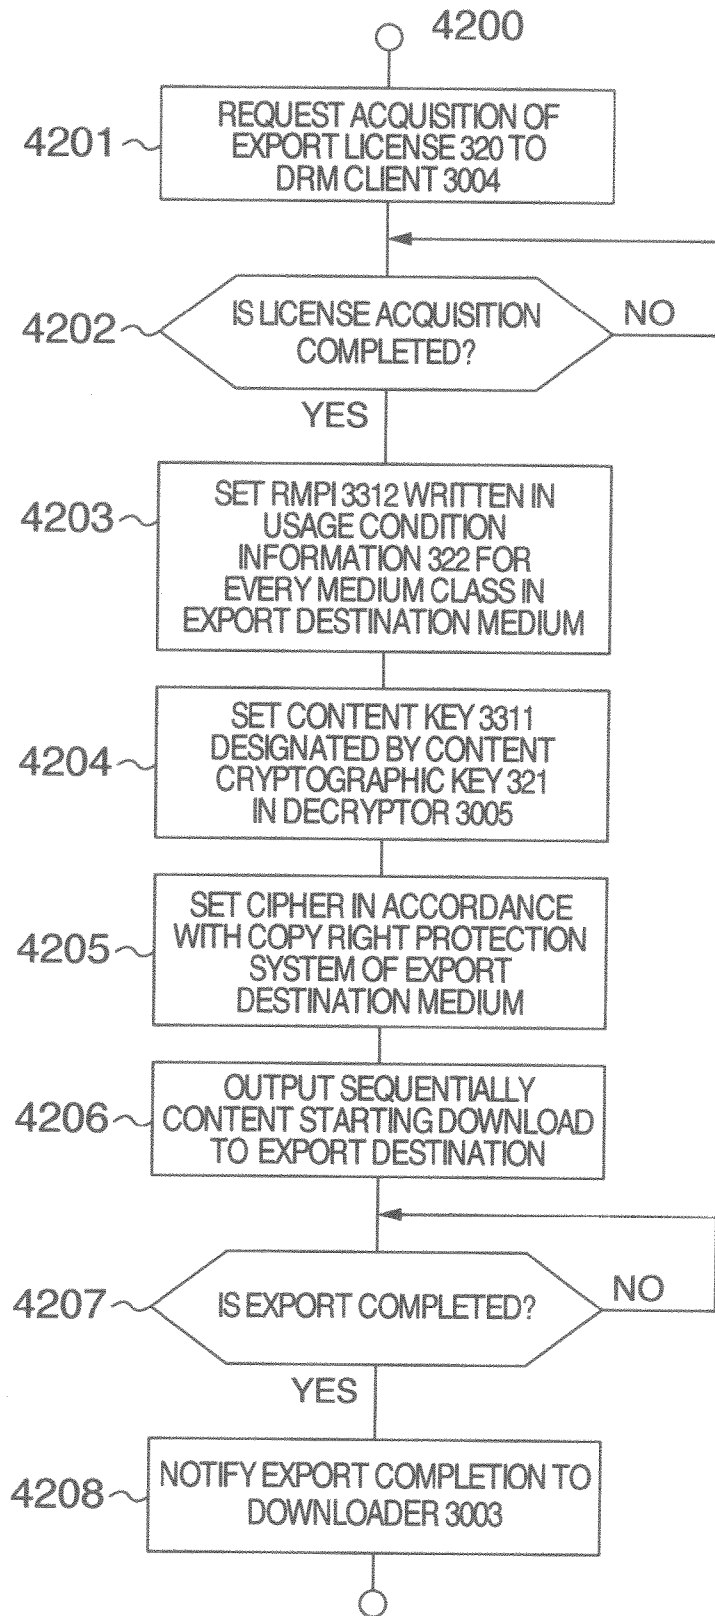 4200
4201
REQUEST ACQUISITION OF
EXPORT LICENSE 320 TO
DRM CLIENT 3004
4202
IS LICENSE ACQUISITION
COMPLETED?
NO
YES
4203
SET RMPI 3312 WRITTEN IN
USAGE CONDITION
INFORMATION 322 FOR
EVERY MEDIUM CLASS IN
EXPORT DESTINATION MEDIUM
4204
SET CONTENT KEY 3311
DESIGNATED BY CONTENT
CRYPTOGRAPHIC KEY 321
IN DECRYPTOR 3005
4205
SET CIPHER IN ACCORDANCE
WITH COPY RIGHT PROTECTION
SYSTEM OF EXPORT
DESTINATION MEDIUM
4206
OUTPUT SEQUENTIALLY
CONTENT STARTING DOWNLOAD
TO EXPORT DESTINATION
4207
IS EXPORT COMPLETED?
NO
YES
4208
NOTIFY EXPORT COMPLETION TO
DOWNLOADER 3003